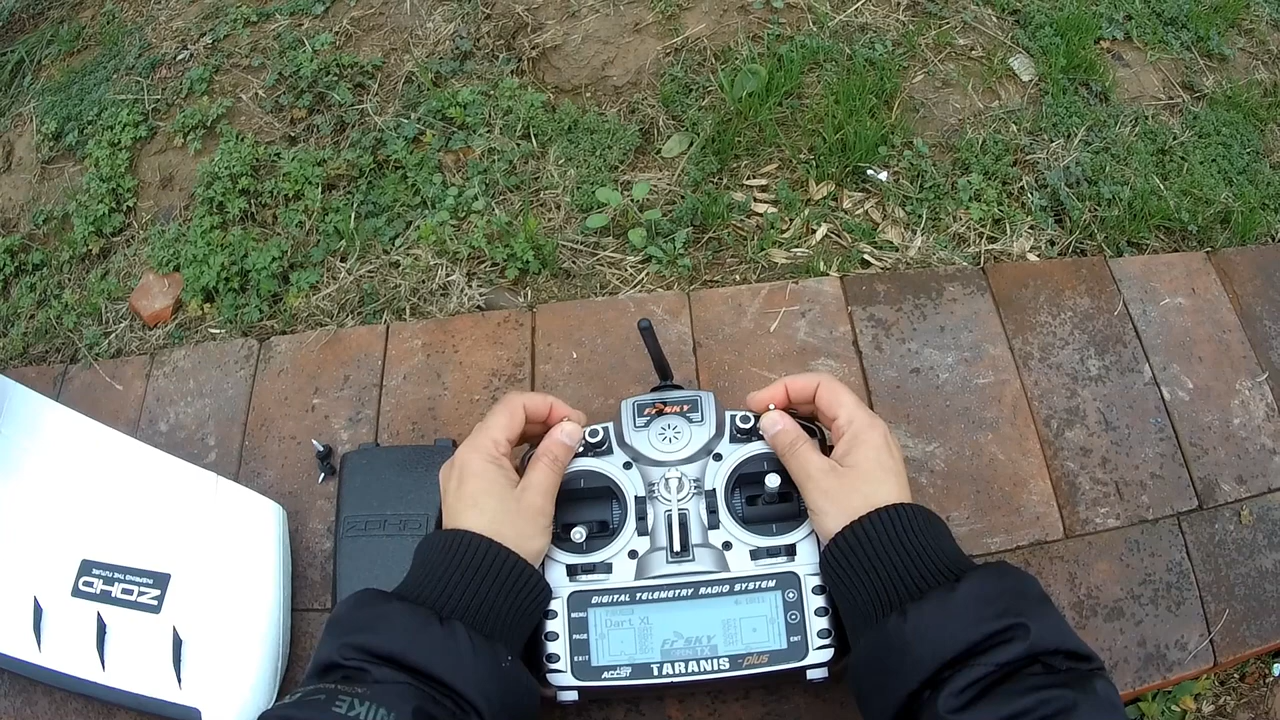 FrSKY
ZOHD
ZOHD
INSPIRING THE FUTURE
DIGITAL TELEMETRY RADIO SYSTEM
MENU
PAGE
EXIT
ENT
Dart XL
FrSKY
OPEN TX
ACCST
TARANIS -plus
NIKE